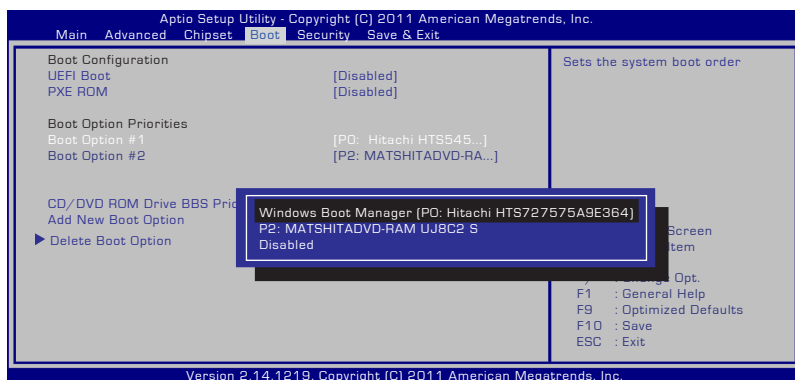 Aptio Setup Utility - Copyright (C) 2011 American Megatrends, Inc.
Main Advanced Chipset Boot Security Save & Exit
Boot Configuration
UEFI Boot [Disabled]
PXE ROM [Disabled]
Boot Option Priorities
Boot Option #1 [P0: Hitachi HTS545...]
Boot Option #2 [P2: MATSHITADVD-RA...]
CD/DVD ROM Drive BBS
Add New Boot Option
Delete Boot Option
Windows Boot Manager (P0: Hitachi HTS727575A9E364)
P2: MATSHITADVD-RAM UJ8C2 S
Disabled
Sets the system boot order
Screen
Item
Opt.
F1 : General Help
F9 : Optimized Defaults
F10 : Save
ESC : Exit
Version 2.14.1219. Copyright (C) 2011 American Megatrends, Inc.